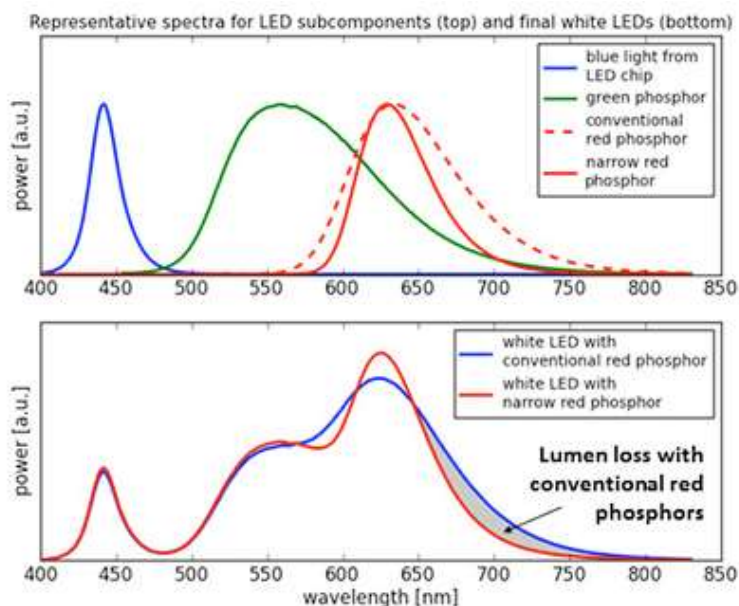 Representative spectra for LED subcomponents (top) and final white LEDs (bottom)
blue light from
LED chip
green phosphor
conventional
red phosphor
narrow red
phosphor
power [a.u.]
400 450 500 550 600 650 700 750 800 850
white LED with
conventional red phosphor
white LED with
narrow red phosphor
Lumen loss with
conventional red
phosphors
power [a.u.]
400 450 500 550 600 650 700 750 800 850
wavelength [nm]